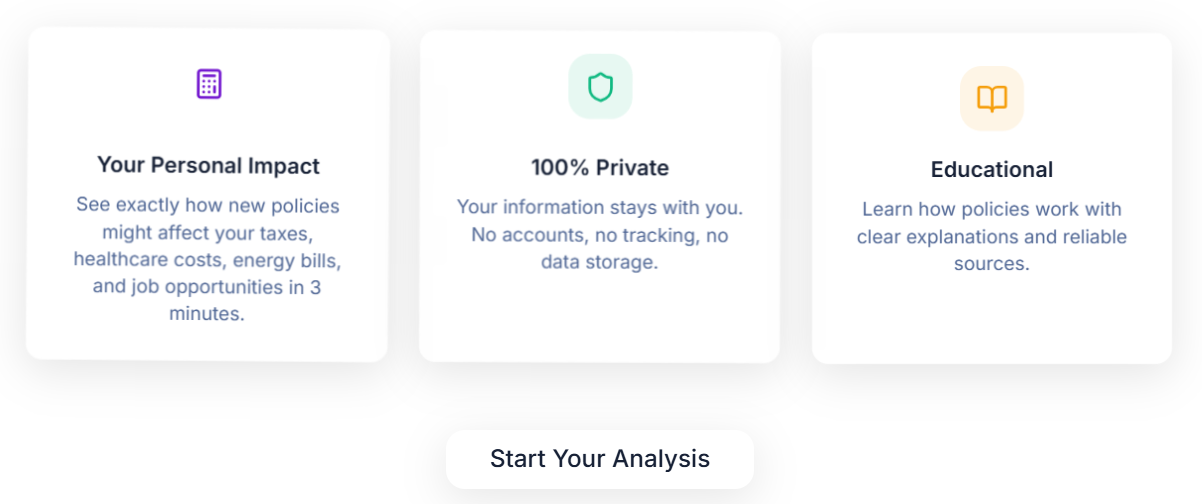 Your Personal Impact
See exactly how new policies
might affect your taxes,
healthcare costs, energy bills,
and job opportunities in 3
minutes.
100% Private
Your information stays with you.
No accounts, no tracking, no
data storage.
Educational
Learn how policies work with
clear explanations and reliable
sources.
Start Your Analysis